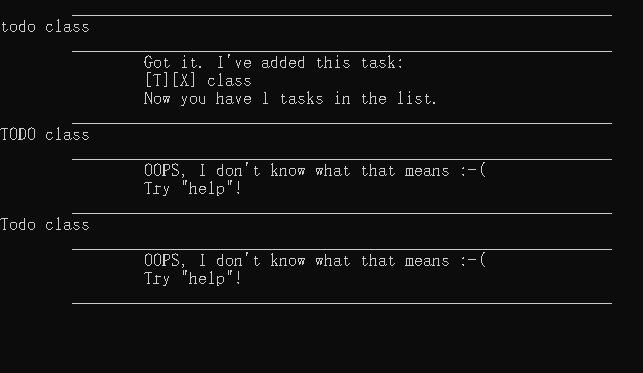 todo class
Got it. I've added this task:
[T][X] class
Now you have 1 tasks in the list.
TODO class
OOPS, I don't know what that means :-(
Try "help"!
Todo class
OOPS, I don't know what that means :-(
Try "help"!